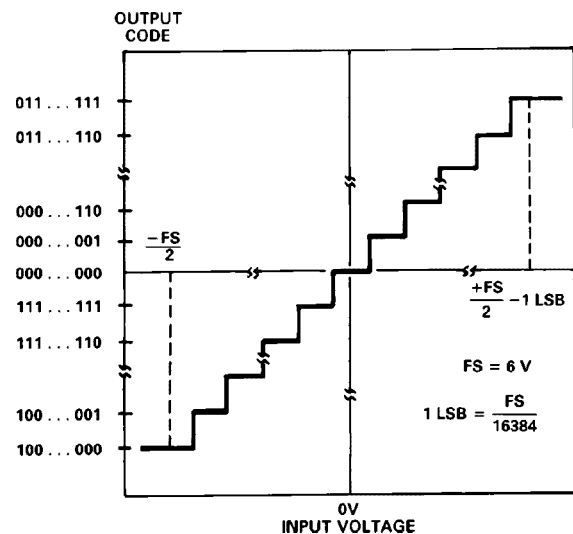 OUTPUT
CODE
011 . . . 111
011 . . . 110
000 . . . 110
000 . . . 001
000 . . . 000
111 . . . 111
111 . . . 110
100 . . . 001
100 . . . 000
−FS
2
+FS
2
− 1 LSB
FS = 6 V
1 LSB = FS
16384
0V
INPUT VOLTAGE